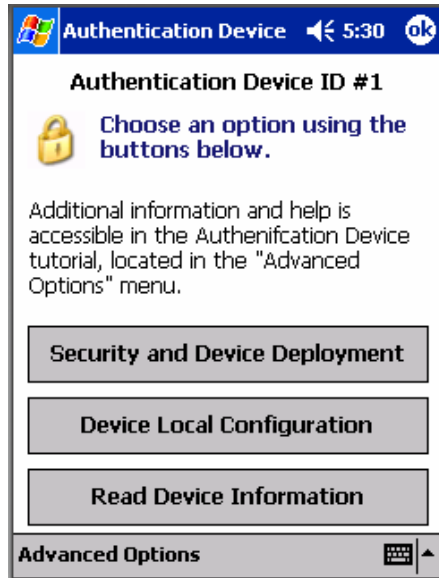 Authentication Device 5:30 ok
Authentication Device ID #1
Choose an option using the
buttons below.
Additional information and help is
accessible in the Authenifcation Device
tutorial, located in the "Advanced
Options" menu.
Security and Device Deployment
Device Local Configuration
Read Device Information
Advanced Options